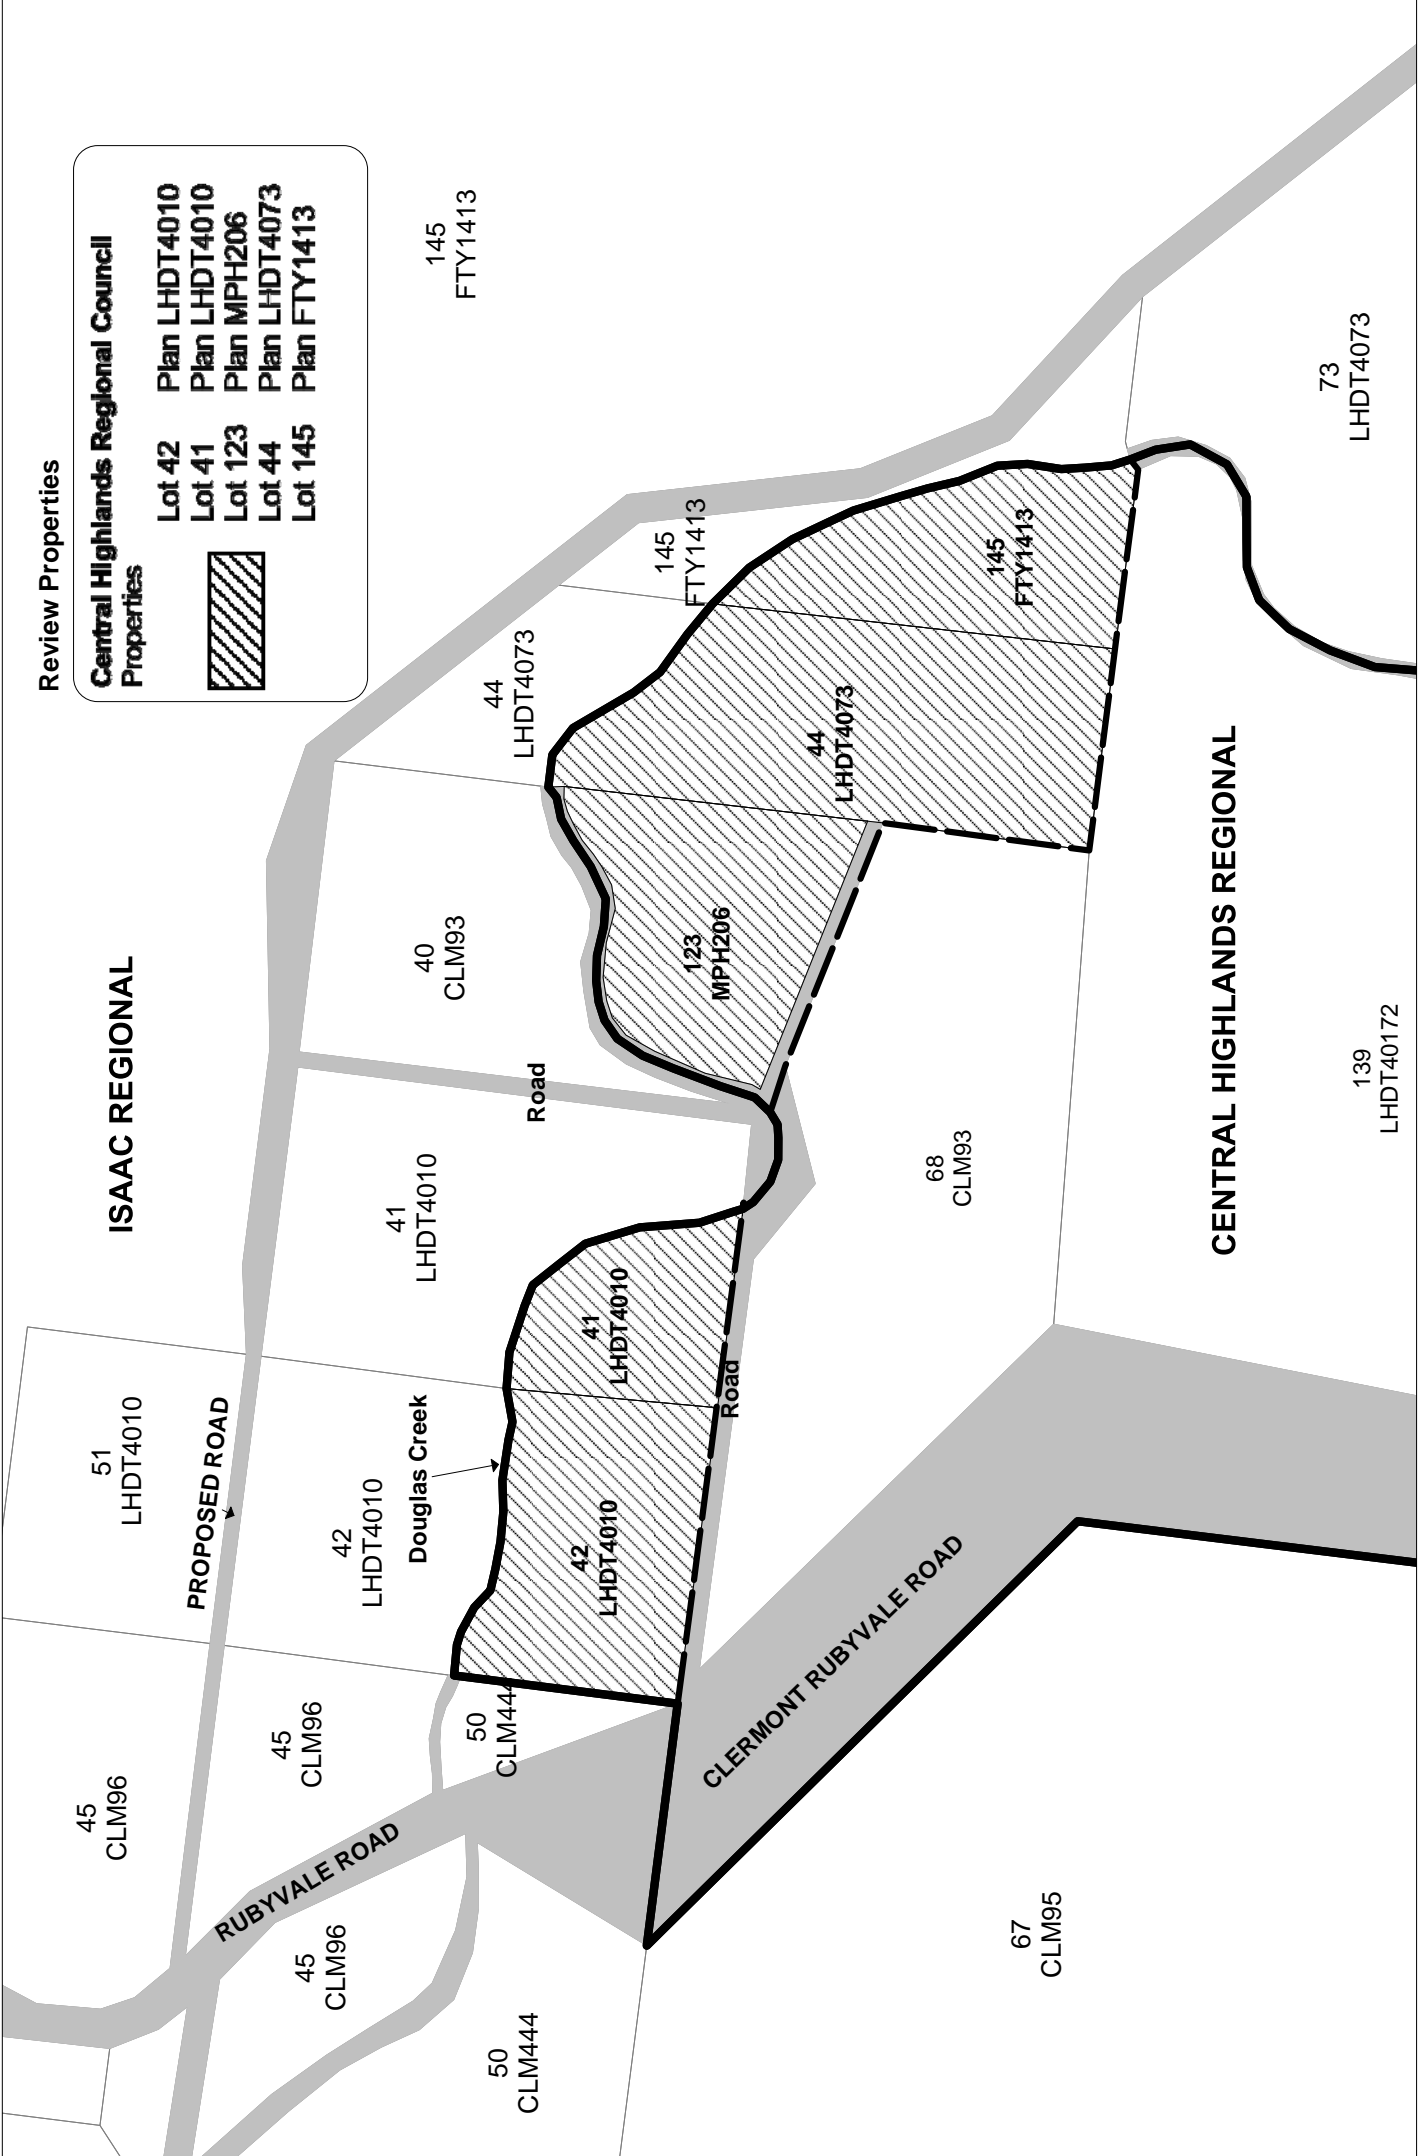 Review Properties
Central Highlands Regional Council
Properties
Lot 42 Plan LHDT4010
Lot 41 Plan LHDT4010
Lot 123 Plan MPH206
Lot 44 Plan LHDT4073
Lot 145 Plan FTY1413
ISAAC REGIONAL
145
FTY1413
51
LHDT4010
PROPOSED ROAD
45
CLM96
45
CLM96
RUBYVALE ROAD
45
CLM96
42
LHDT4010
Douglas Creek
41
LHDT4010
40
CLM93
Road
44
LHDT4073
145
FTY1413
50
CLM444
50
CLM444
42
LHDT4010
41
LHDT4010
Road
123
MPH206
44
LHDT4073
145
FTY1413
CLERMONT RUBYVALE ROAD
68
CLM93
67
CLM95
CENTRAL HIGHLANDS REGIONAL
73
LHDT4073
139
LHDT40172